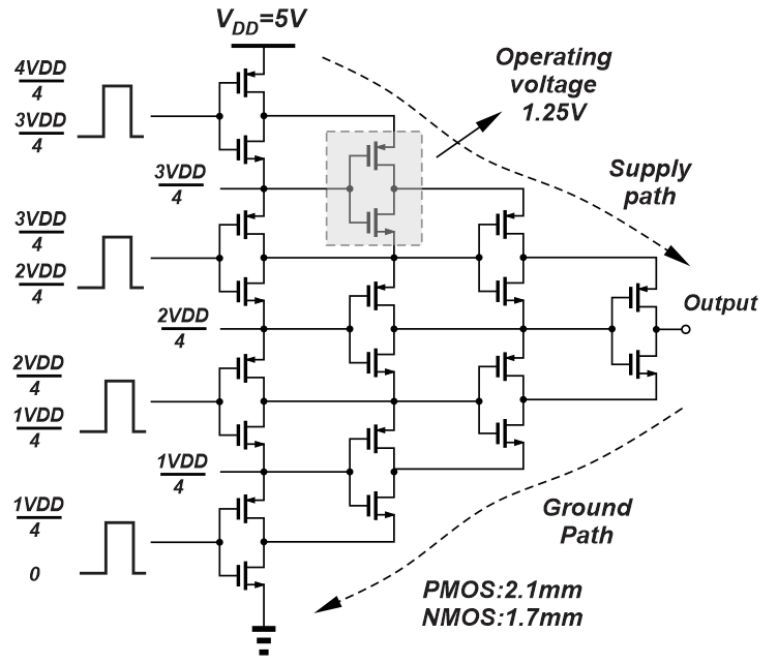 V_DD=5V
4VDD
4
3VDD
4
Operating
voltage
1.25V
3VDD
4
Supply
path
3VDD
4
2VDD
4
2VDD
4
Output
2VDD
4
1VDD
4
1VDD
4
1VDD
4
0
Ground
Path
PMOS:2.1mm
NMOS:1.7mm